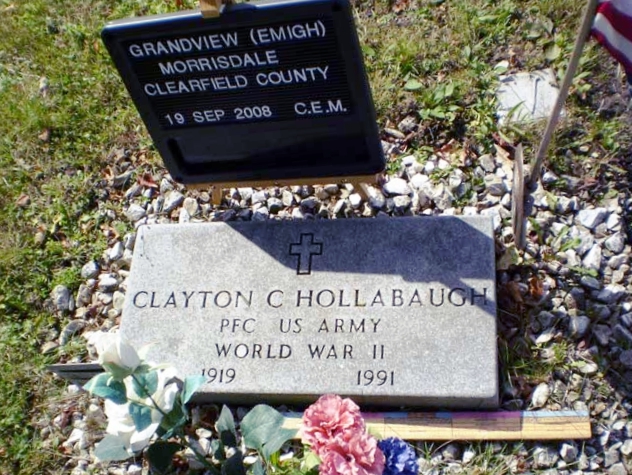 GRANDVIEW (EMIGH)
MORRISDALE
CLEARFIELD COUNTY
19 SEP 2008 C.E.M.
CLAYTON C HOLLABAUGH
PFC US ARMY
WORLD WAR II
1919 1991